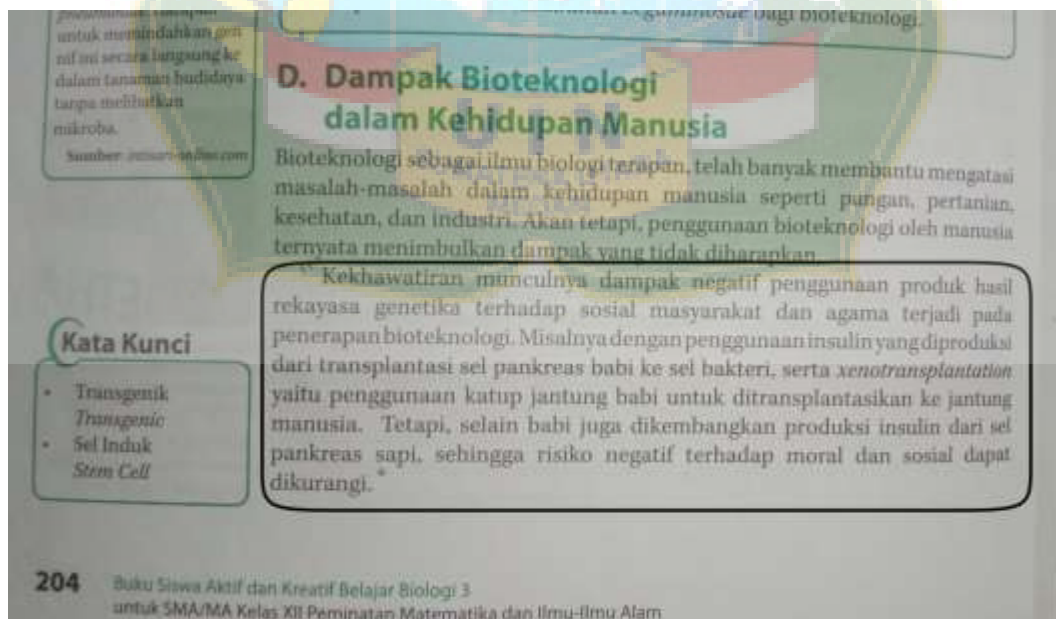 untuk memindahkan gen
nif ini secara langsung ke
dalam tanaman budidaya
tanpa melibatkan
mikroba.
Sumber: intisari-online.com
bagi bioteknologi.
D. Dampak Bioteknologi
dalam Kehidupan Manusia
Bioteknologi sebagai ilmu biologi terapan, telah banyak membantu mengatasi
masalah-masalah dalam kehidupan manusia seperti pangan, pertanian,
kesehatan, dan industri. Akan tetapi, penggunaan bioteknologi oleh manusia
ternyata menimbulkan dampak yang tidak diharapkan.
Kekhawatiran munculnya dampak negatif penggunaan produk hasil
rekayasa genetika terhadap sosial masyarakat dan agama terjadi pada
penerapan bioteknologi. Misalnya dengan penggunaan insulin yang diproduksi
dari transplantasi sel pankreas babi ke sel bakteri, serta xenotransplantation
yaitu penggunaan katup jantung babi untuk ditransplantasikan ke jantung
manusia. Tetapi, selain babi juga dikembangkan produksi insulin dari sel
pankreas sapi, sehingga risiko negatif terhadap moral dan sosial dapat
dikurangi.
Kata Kunci
• Transgenik
Transgenic
• Sel Induk
Stem Cell
204 Buku Siswa Aktif dan Kreatif Belajar Biologi 3
untuk SMA/MA Kelas XII Peminatan Matematika dan Ilmu-Ilmu Alam